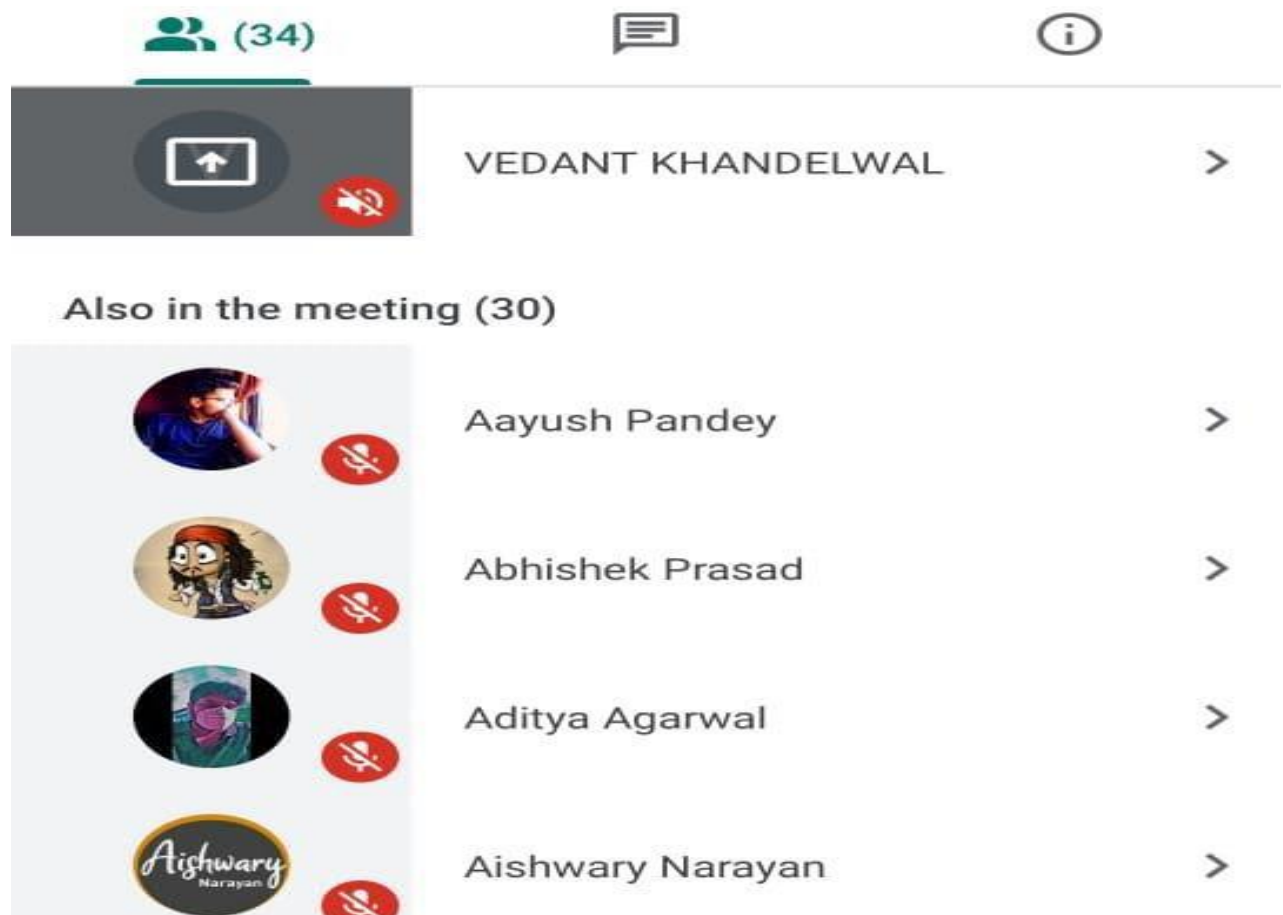 (34)
VEDANT KHANDELWAL
Also in the meeting (30)
Aayush Pandey
Abhishek Prasad
Aditya Agarwal
Aishwary
Narayan
Aishwary Narayan